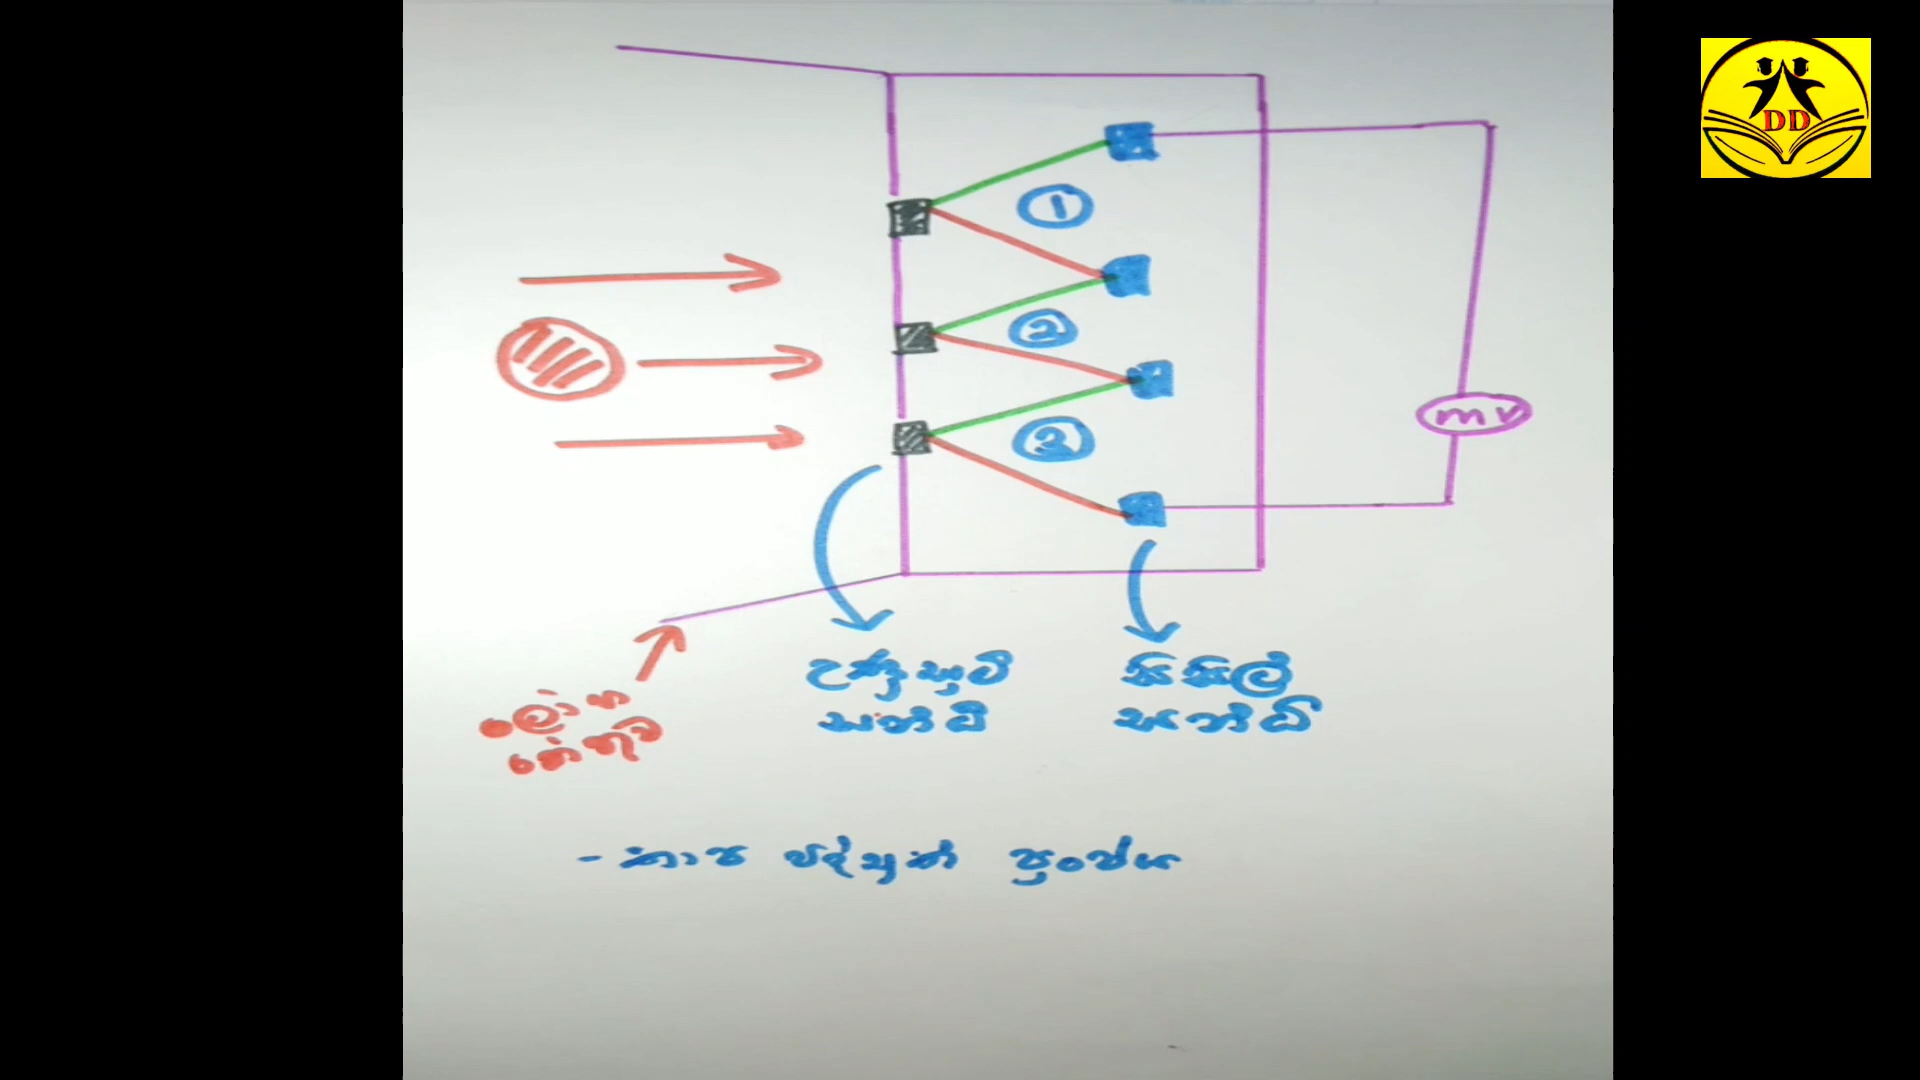 DD
1
2
3
mv
උණුසුම්
සන්ධි
සිසිල්
සන්ධි
ලෝහ
කේතුව
- තාප විද්යුත් පුංජය